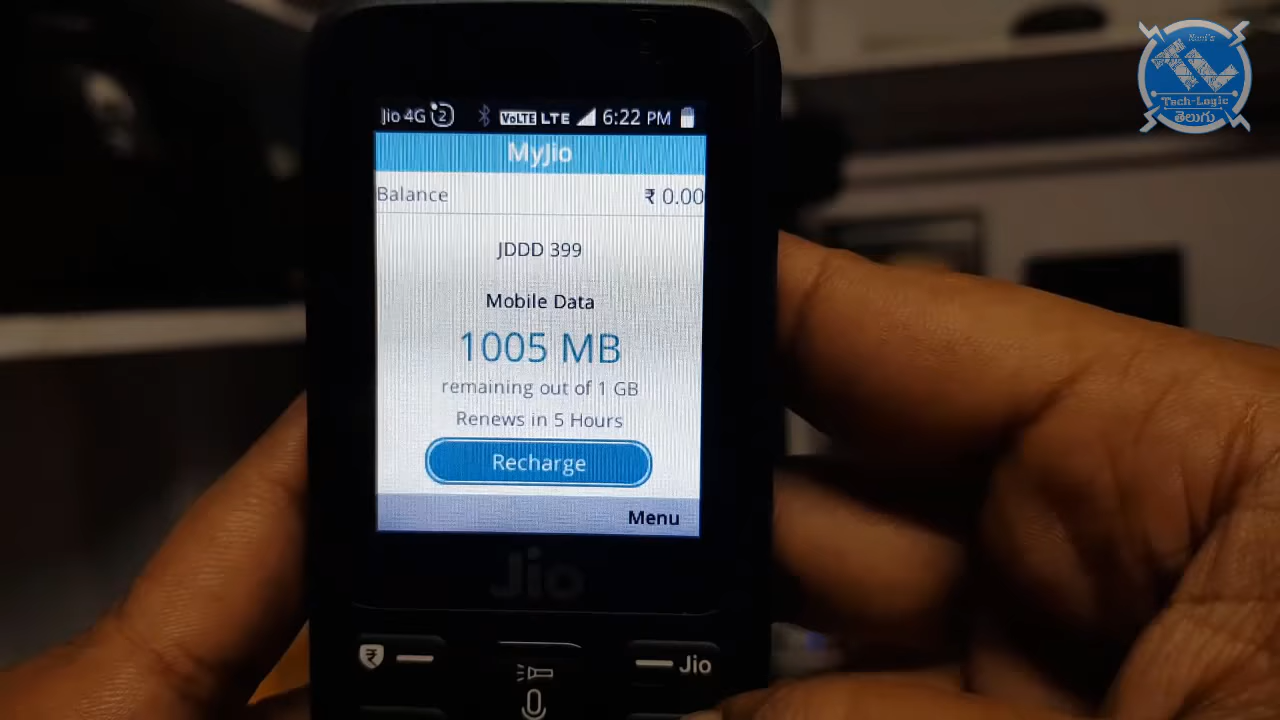 Jio 4G 2 VoLTE LTE 6:22 PM
MyJio
Balance ₹ 0.00
JDDD 399
Mobile Data
1005 MB
remaining out of 1 GB
Renews in 5 Hours
Recharge
Menu
Jio
₹
Jio
Tech-Logic
తెలుగు